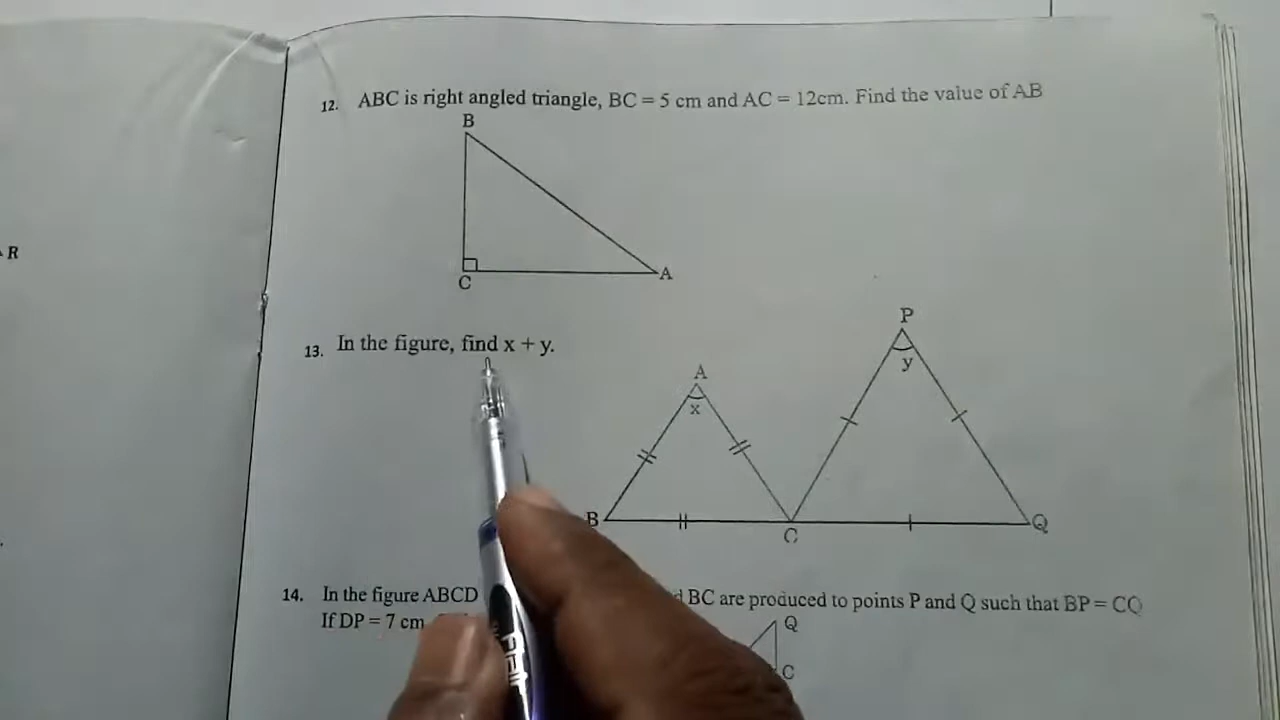 12. ABC is right angled triangle, BC = 5 cm and AC = 12cm. Find the value of AB
B
C
A
R
13. In the figure, find x + y.
P
y
A
x
B
C
Q
14. In the figure ABCD BC are produced to points P and Q such that BP = CQ
If DP = 7 cm
Q
C